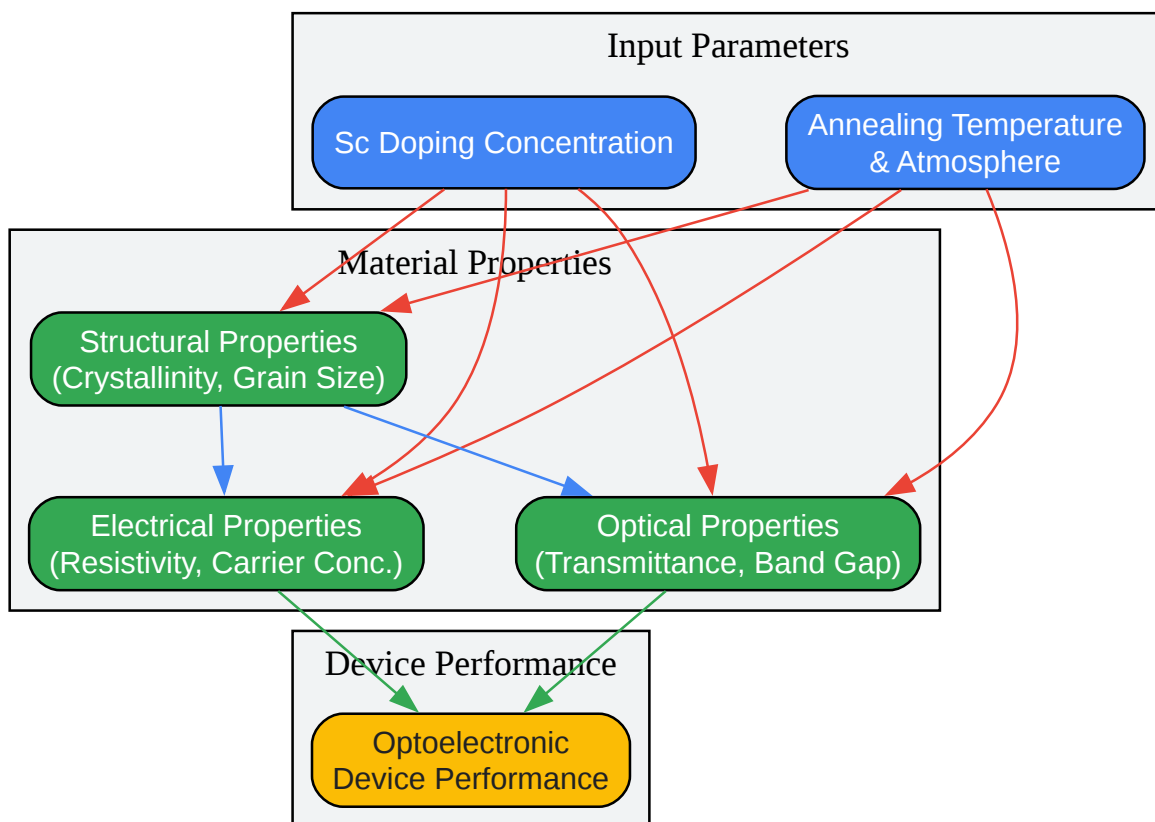 Input Parameters
Sc Doping Concentration
Annealing Temperature
& Atmosphere
Material Properties
Structural Properties
(Crystallinity, Grain Size)
Electrical Properties
(Resistivity, Carrier Conc.)
Optical Properties
(Transmittance, Band Gap)
Device Performance
Optoelectronic
Device Performance